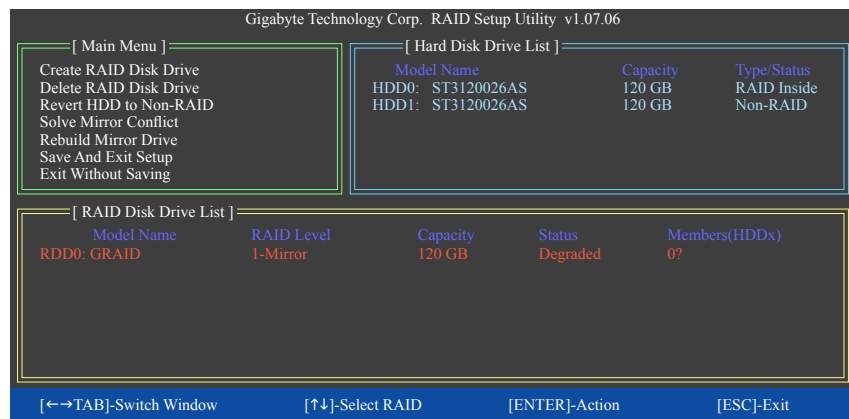 Gigabyte Technology Corp. RAID Setup Utility v1.07.06
[ Main Menu ]
Create RAID Disk Drive
Delete RAID Disk Drive
Revert HDD to Non-RAID
Solve Mirror Conflict
Rebuild Mirror Drive
Save And Exit Setup
Exit Without Saving
[ Hard Disk Drive List ]
Model Name Capacity Type/Status
HDD0: ST3120026AS 120 GB RAID Inside
HDD1: ST3120026AS 120 GB Non-RAID
[ RAID Disk Drive List ]
Model Name RAID Level Capacity Status Members(HDDx)
RDD0: GRAID 1-Mirror 120 GB Degraded 0?
[←→TAB]-Switch Window [↑↓]-Select RAID [ENTER]-Action [ESC]-Exit